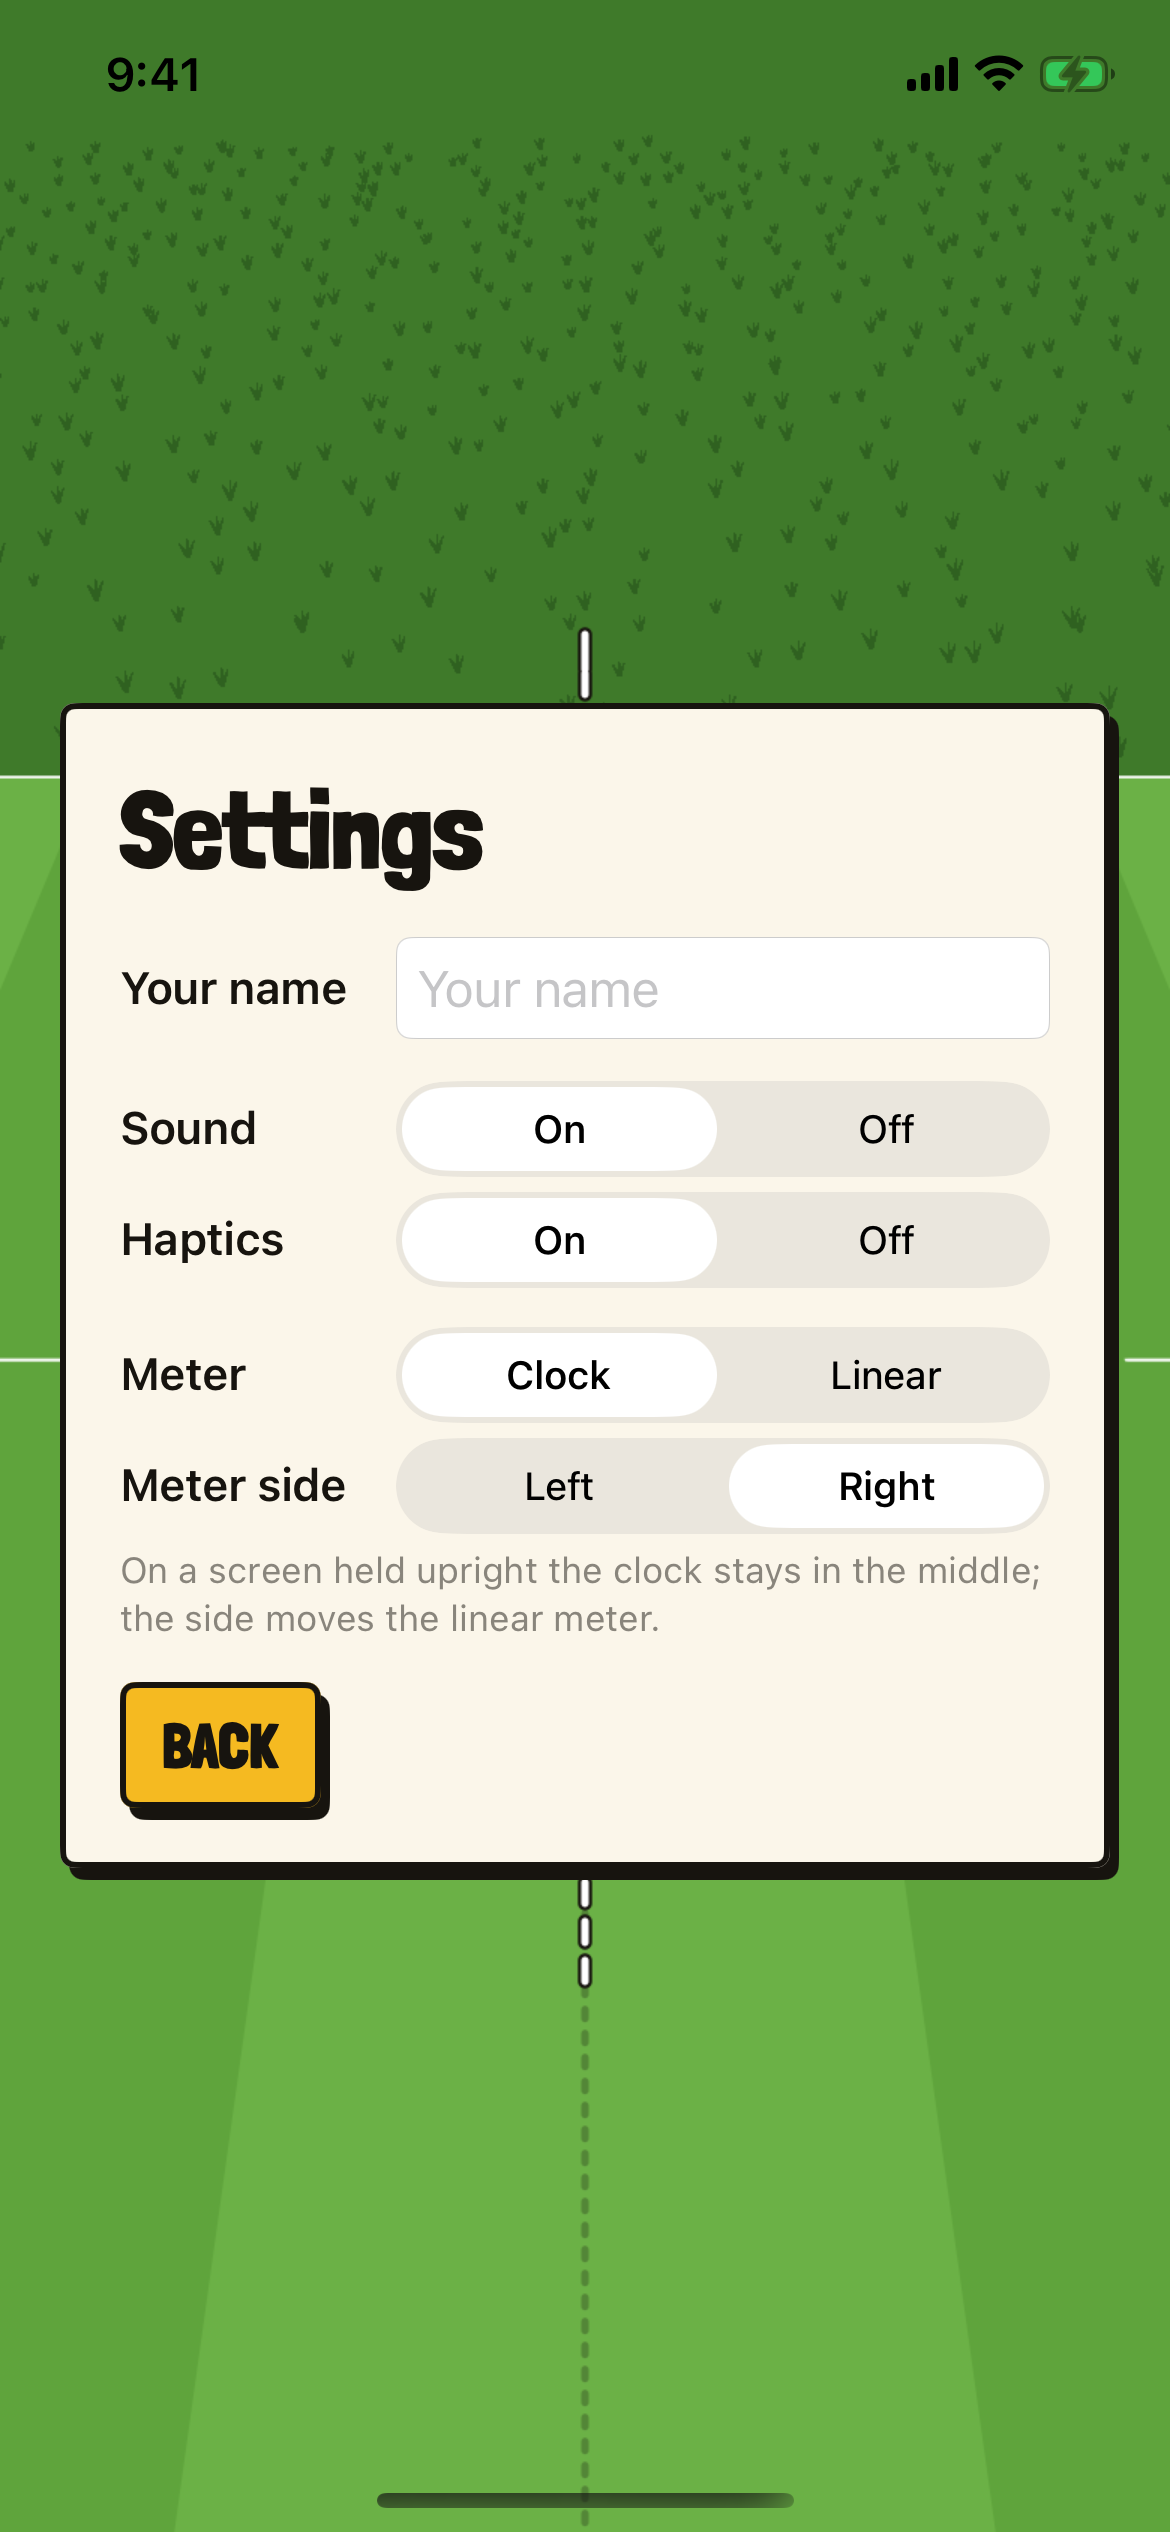 9:41
Settings
Your name
Your name
Sound
On
Off
Haptics
On
Off
Meter
Clock
Linear
Meter side
Left
Right
On a screen held upright the clock stays in the middle;
the side moves the linear meter.
BACK